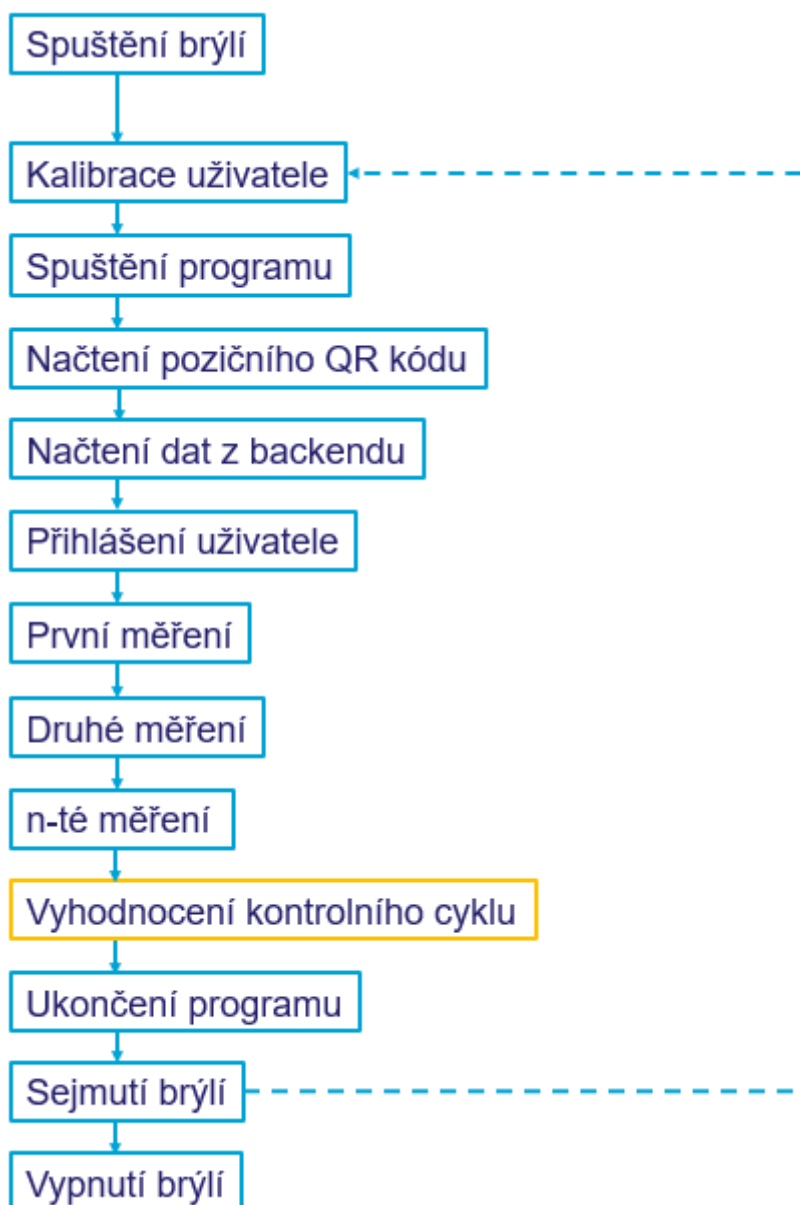 Spuštění brýlí
Kalibrace uživatele
Spuštění programu
Načtení pozičního QR kódu
Načtení dat z backendu
Přihlášení uživatele
První měření
Druhé měření
n-té měření
Vyhodnocení kontrolního cyklu
Ukončení programu
Sejmutí brýlí
Vypnutí brýlí